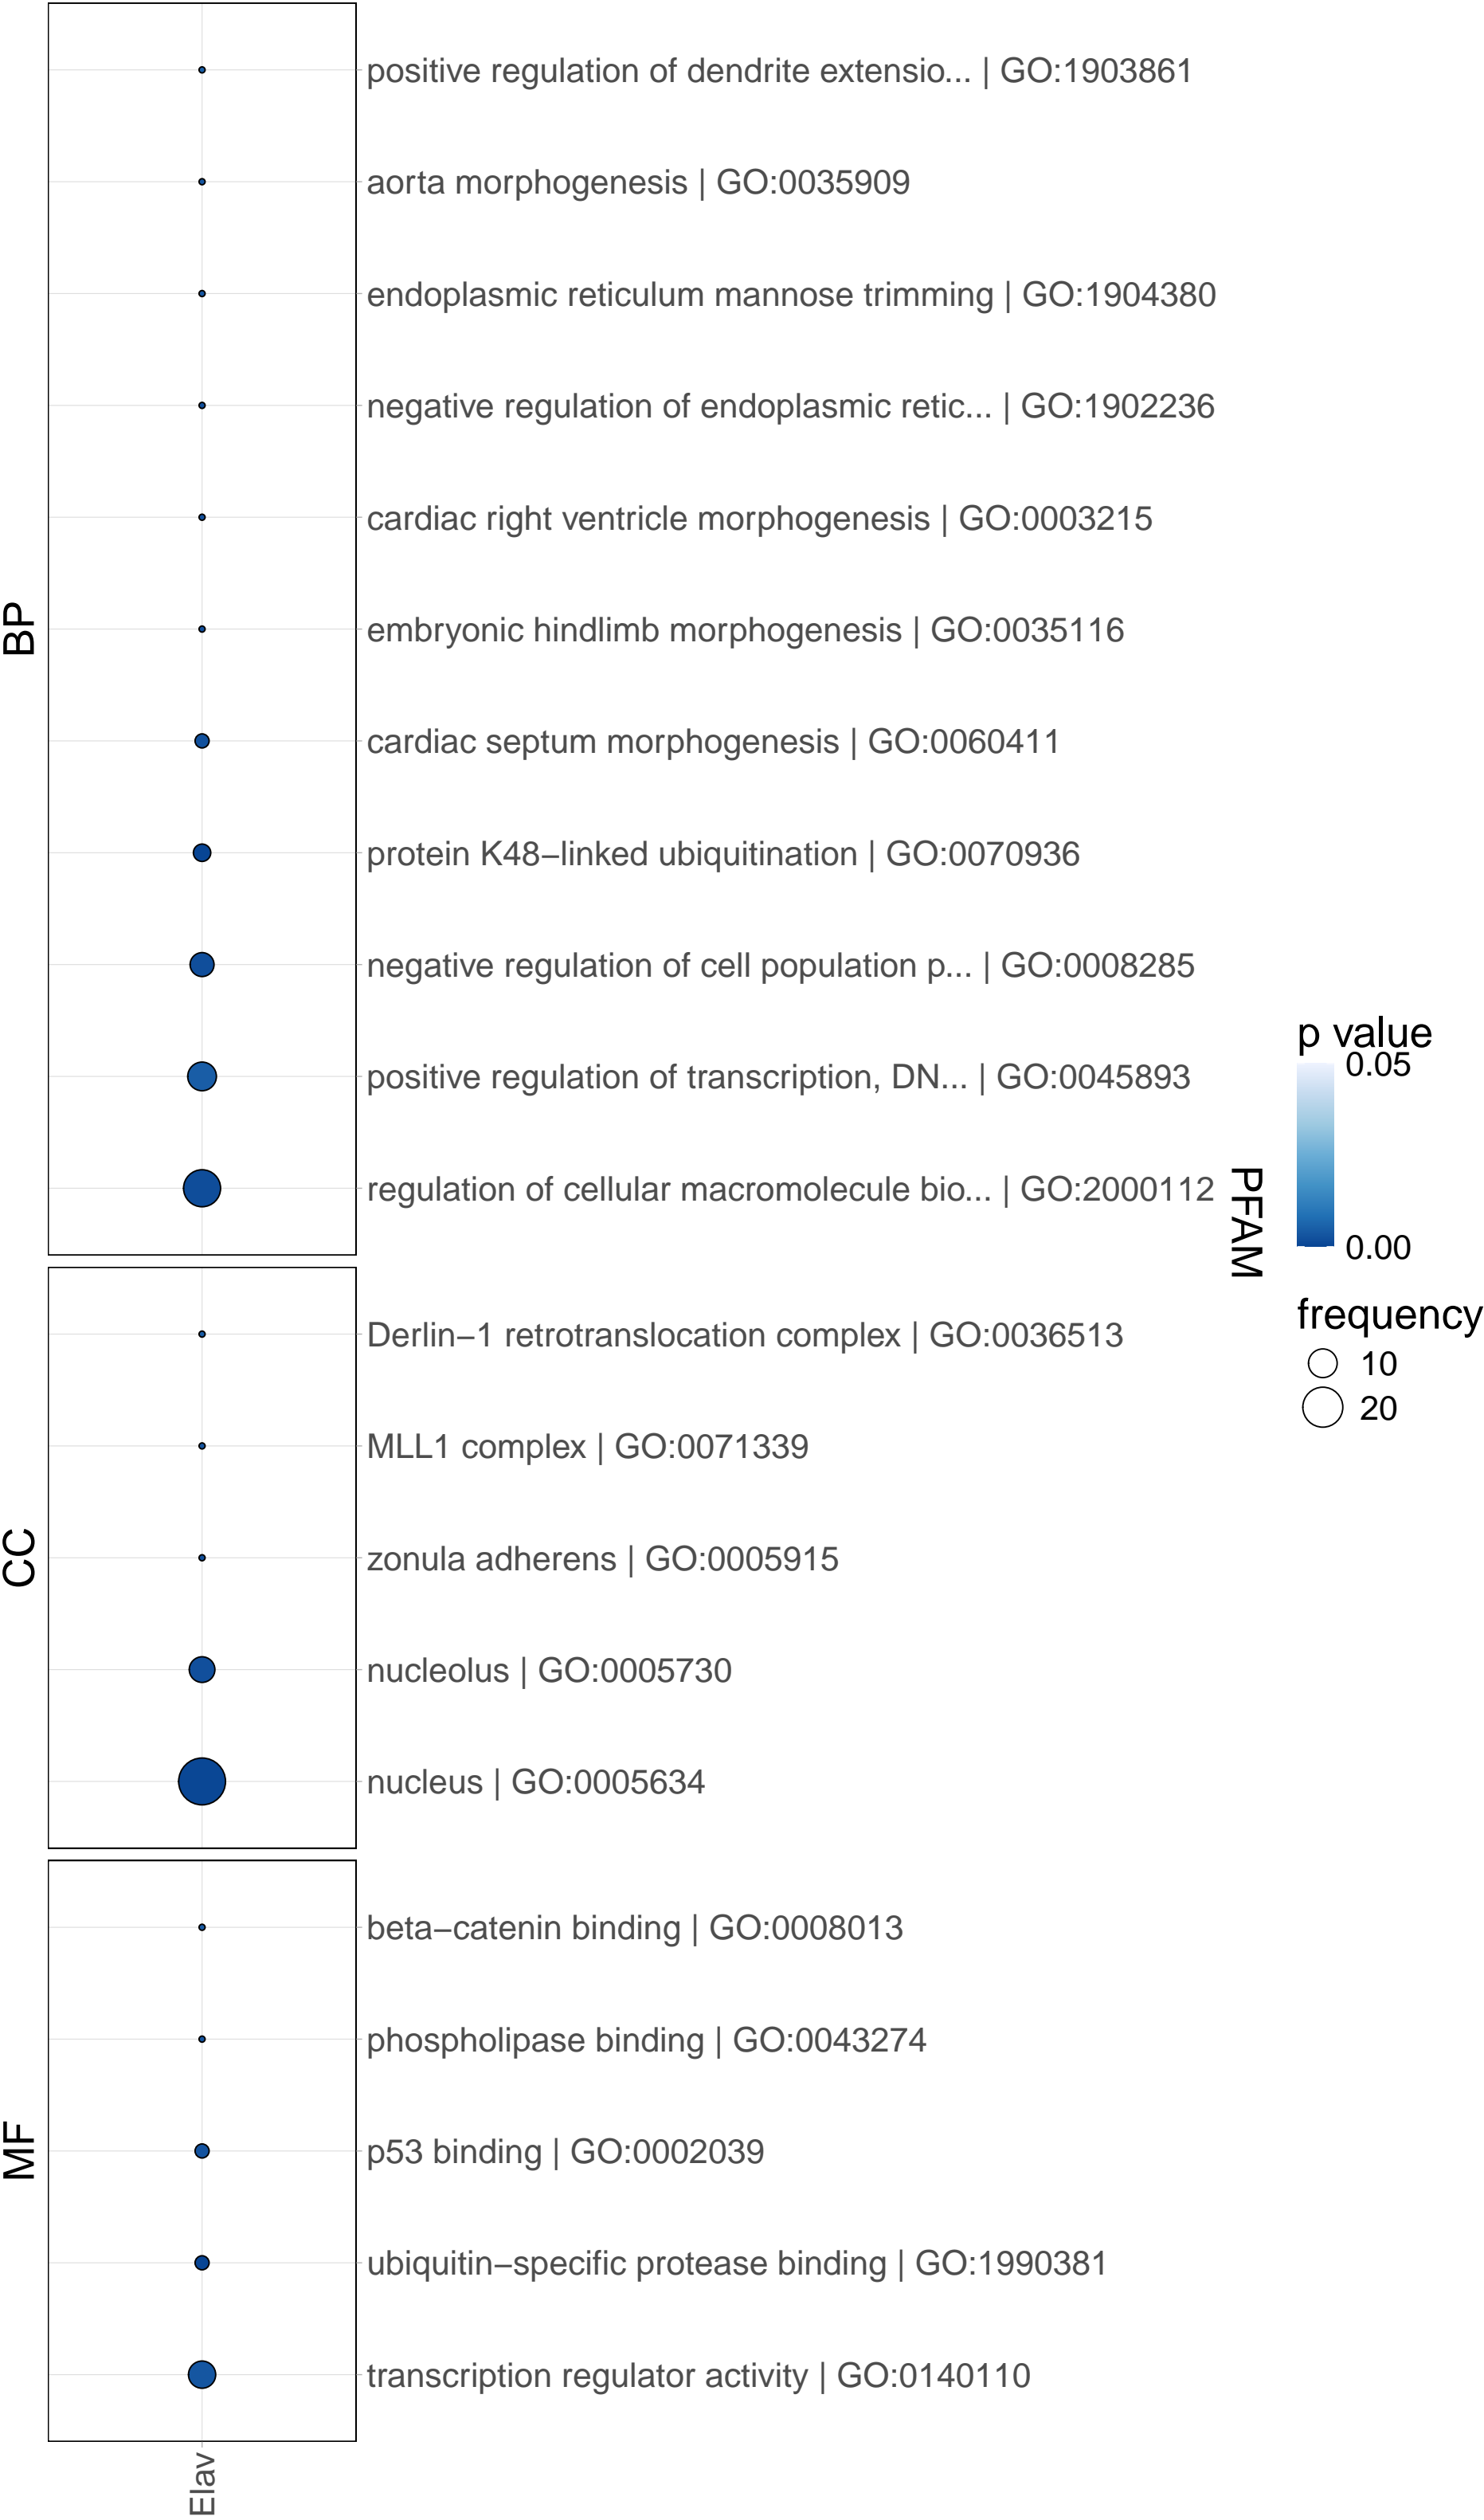 BP
positive regulation of dendrite extensio... | GO:1903861
aorta morphogenesis | GO:0035909
endoplasmic reticulum mannose trimming | GO:1904380
negative regulation of endoplasmic retic... | GO:1902236
cardiac right ventricle morphogenesis | GO:0003215
embryonic hindlimb morphogenesis | GO:0035116
cardiac septum morphogenesis | GO:0060411
protein K48−linked ubiquitination | GO:0070936
negative regulation of cell population p... | GO:0008285
positive regulation of transcription, DN... | GO:0045893
regulation of cellular macromolecule bio... | GO:2000112
CC
Derlin−1 retrotranslocation complex | GO:0036513
MLL1 complex | GO:0071339
zonula adherens | GO:0005915
nucleolus | GO:0005730
nucleus | GO:0005634
MF
beta−catenin binding | GO:0008013
phospholipase binding | GO:0043274
p53 binding | GO:0002039
ubiquitin−specific protease binding | GO:1990381
transcription regulator activity | GO:0140110
Elav
PFAM
p value
0.05
0.00
frequency
10
20